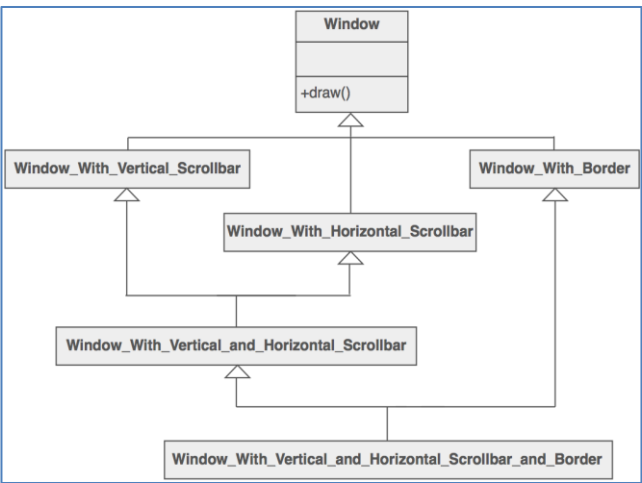 Window
+draw()
Window_With_Vertical_Scrollbar
Window_With_Border
Window_With_Horizontal_Scrollbar
Window_With_Vertical_and_Horizontal_Scrollbar
Window_With_Vertical_and_Horizontal_Scrollbar_and_Border